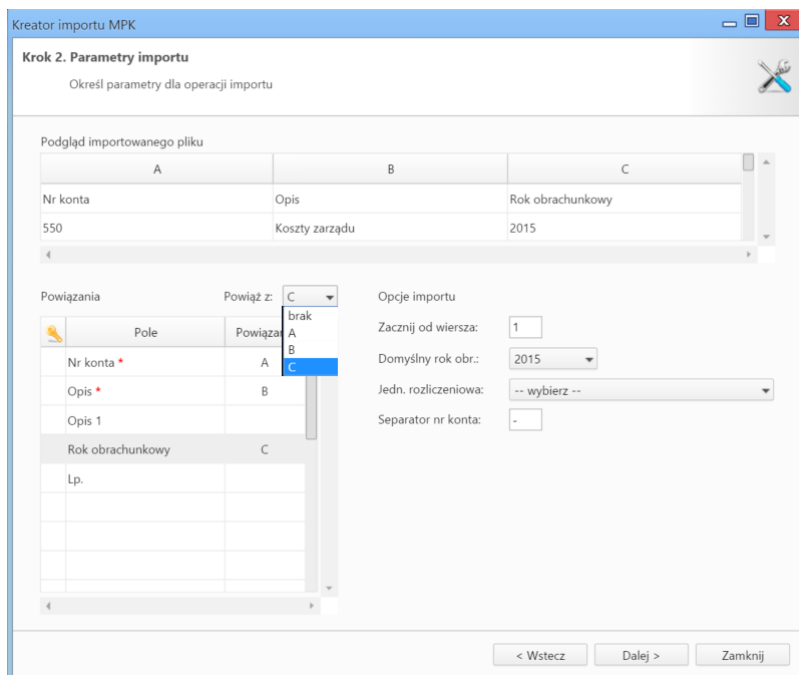 Kreator importu MPK
Krok 2. Parametry importu
Określ parametry dla operacji importu
Podgląd importowanego pliku
A B C
Nr konta Opis Rok obrachunkowy
550 Koszty zarządu 2015
Powiązania Powiąż z: C
brak
A
B
C
Pole Powiąza
Nr konta * A
Opis * B
Opis 1
Rok obrachunkowy C
Lp.
Opcje importu
Zacznij od wiersza: 1
Domyślny rok obr.: 2015
Jedn. rozliczeniowa: -- wybierz --
Separator nr konta: -
< Wstecz Dalej > Zamknij